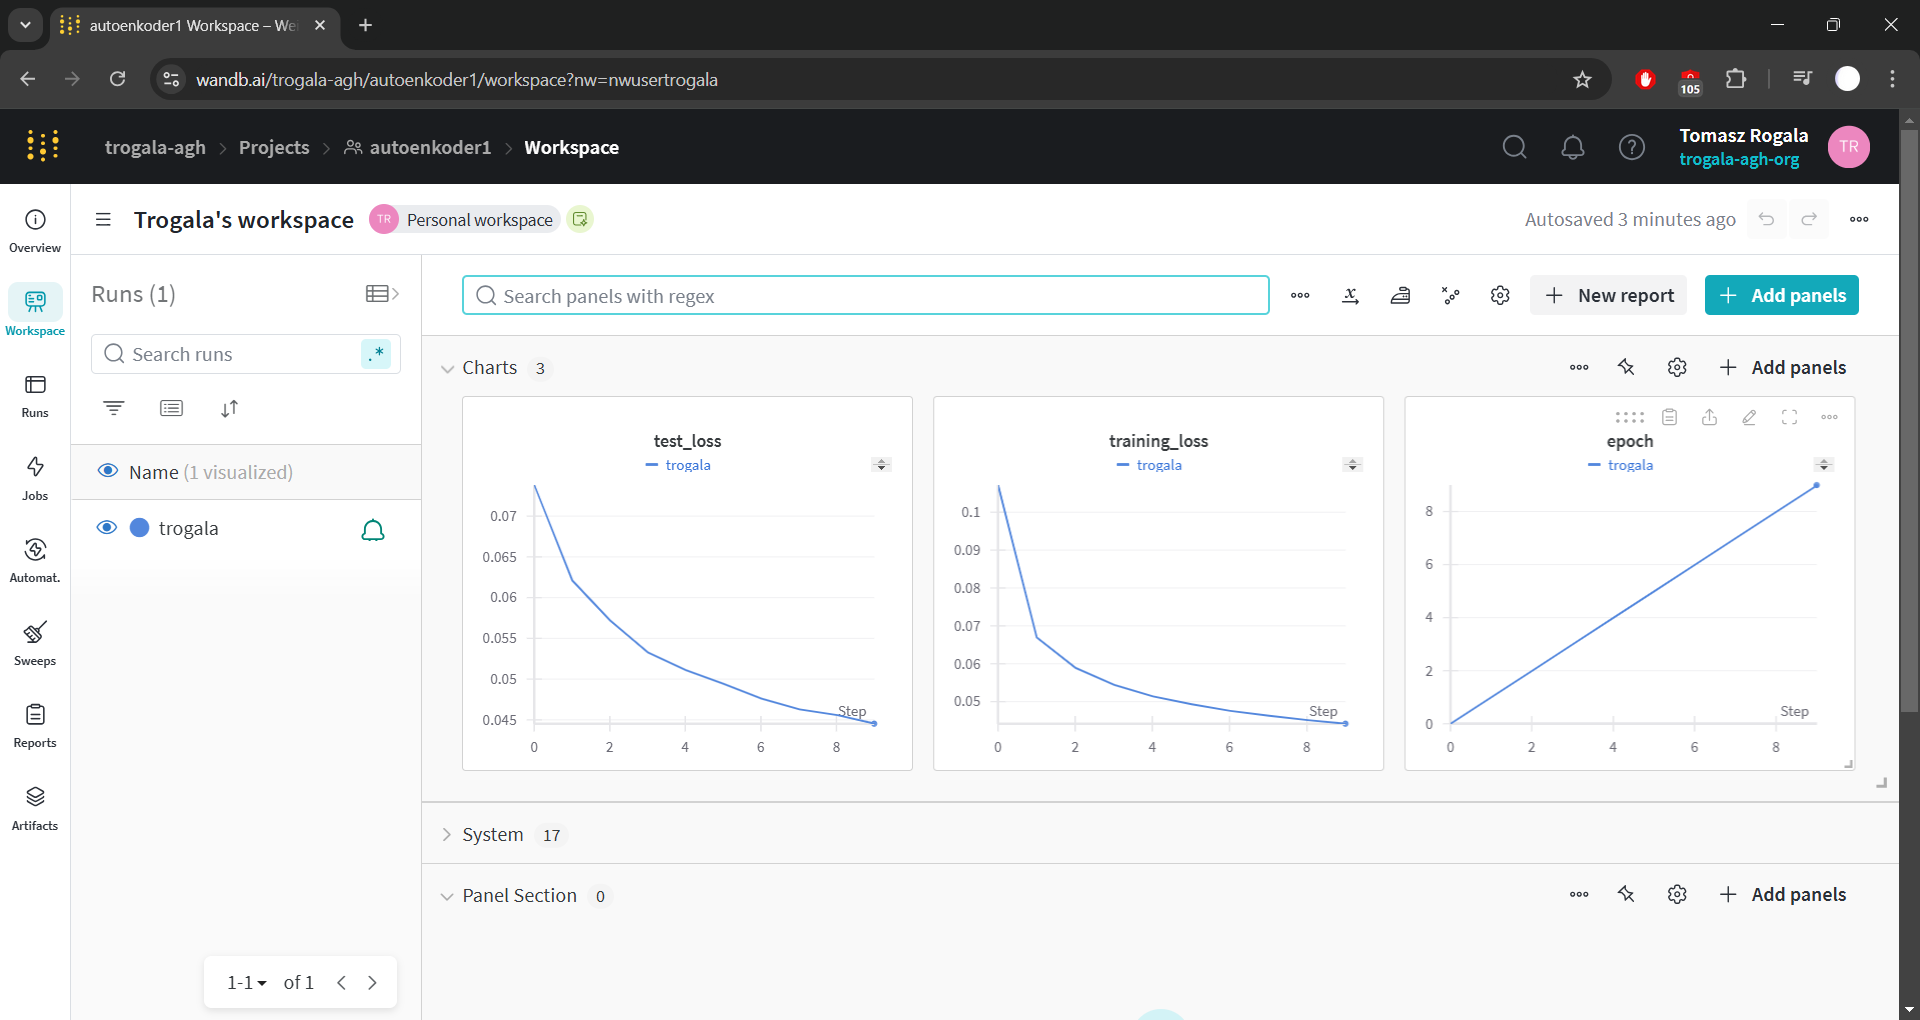 autoenkoder1 Workspace – Wei
wandb.ai/trogala-agh/autoenkoder1/workspace?nw=nwusertrogala
105
trogala-agh > Projects > autoenkoder1 > Workspace
Tomasz Rogala
trogala-agh-org
TR
Trogala's workspace
TR Personal workspace
Autosaved 3 minutes ago
Overview
Workspace
Runs
Jobs
Automat.
Sweeps
Reports
Artifacts
Runs (1)
Search runs
.*
Name (1 visualized)
trogala
1-1 of 1
Search panels with regex
New report
Add panels
Charts 3
Add panels
test_loss
trogala
0.07
0.065
0.06
0.055
0.05
0.045
Step
0 2 4 6 8
training_loss
trogala
0.1
0.09
0.08
0.07
0.06
0.05
Step
0 2 4 6 8
epoch
trogala
8
6
4
2
0
Step
0 2 4 6 8
System 17
Panel Section 0
Add panels